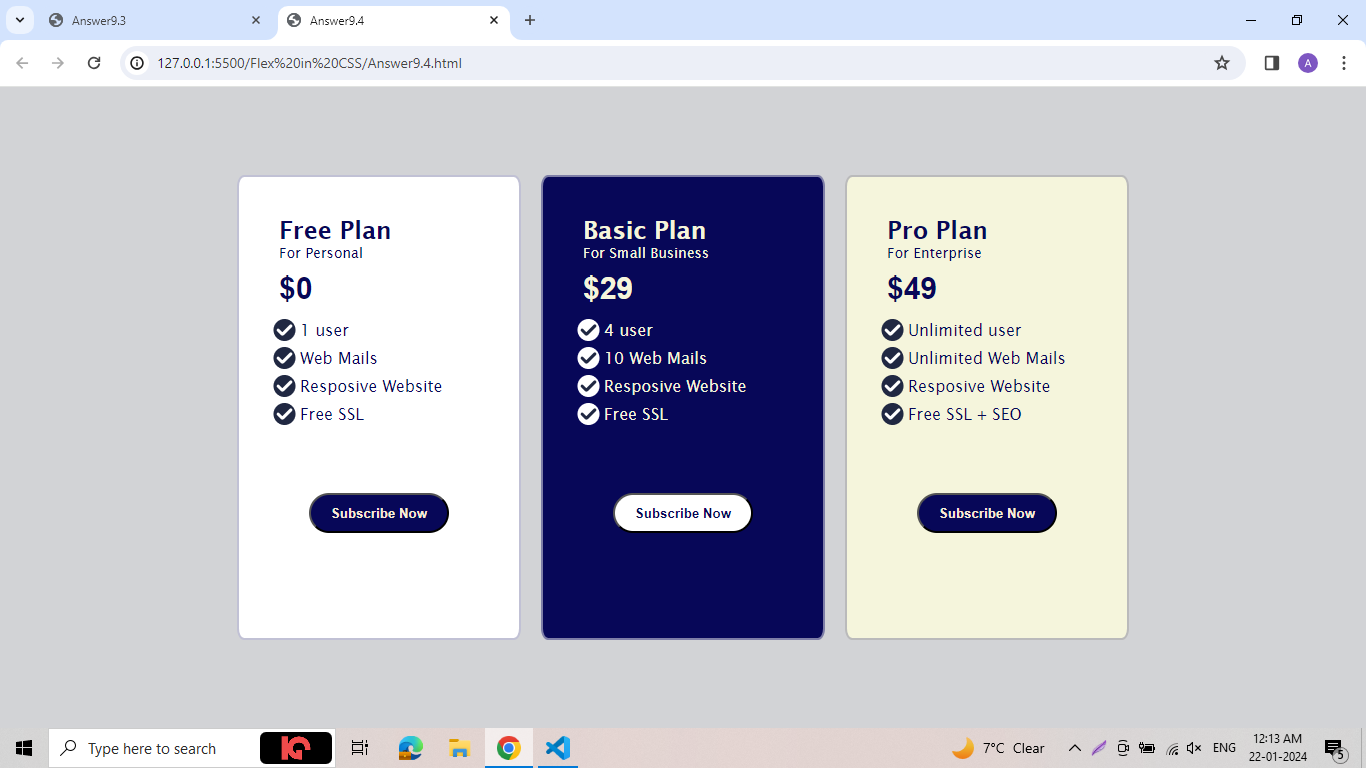 Answer9.3
Answer9.4
127.0.0.1:5500/Flex%20in%20CSS/Answer9.4.html
A
Free Plan
For Personal
$0
1 user
Web Mails
Resposive Website
Free SSL
Subscribe Now
Basic Plan
For Small Business
$29
4 user
10 Web Mails
Resposive Website
Free SSL
Subscribe Now
Pro Plan
For Enterprise
$49
Unlimited user
Unlimited Web Mails
Resposive Website
Free SSL + SEO
Subscribe Now
Type here to search
7°C Clear
ENG
12:13 AM
22-01-2024
5